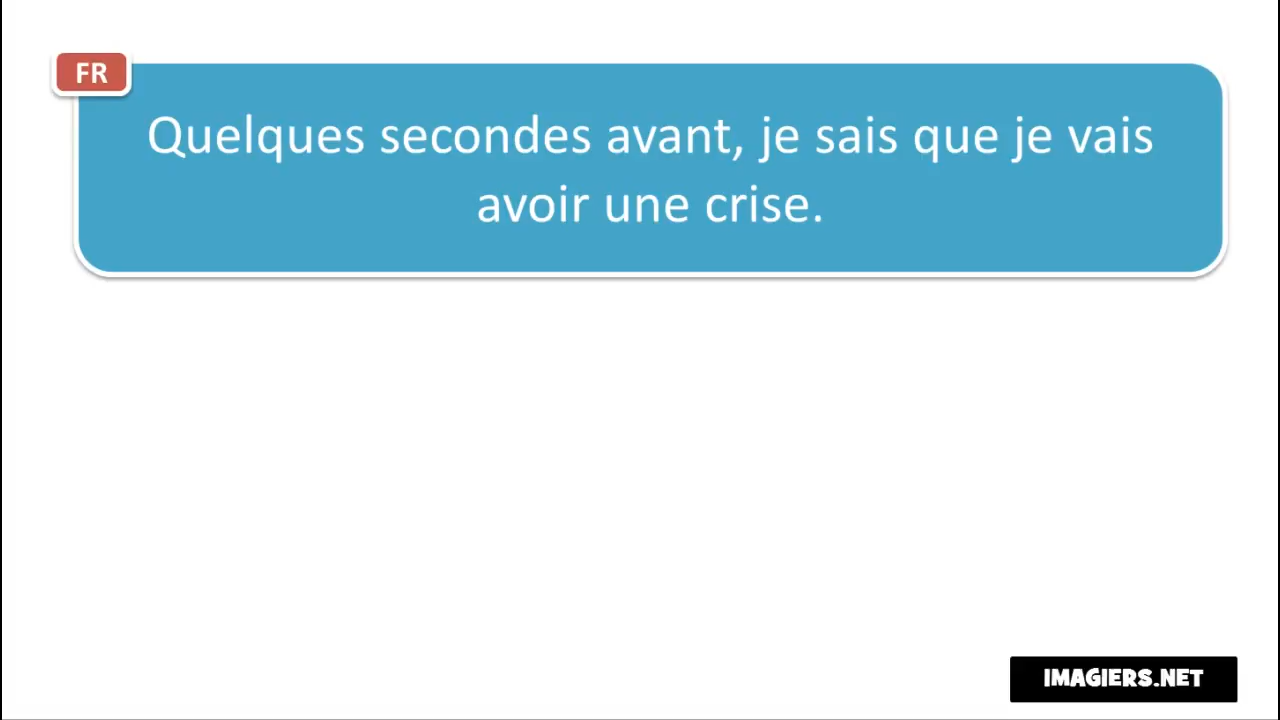 FR
Quelques secondes avant, je sais que je vais
avoir une crise.
IMAGIERS.NET